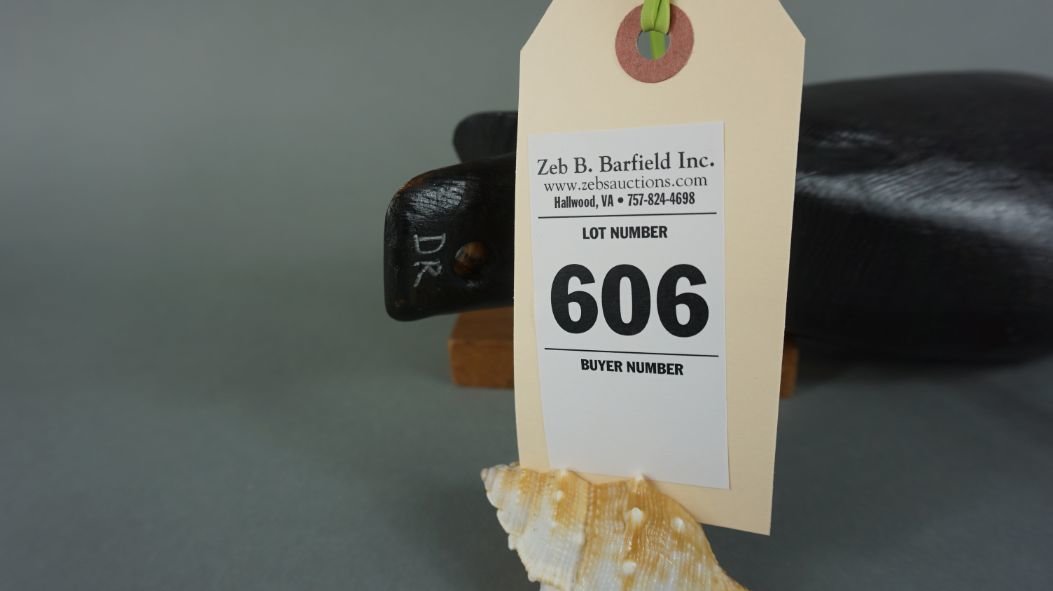 Zeb B. Barfield Inc.
www.zebsauctions.com
Hallwood, VA • 757-824-4698
LOT NUMBER
606
BUYER NUMBER
DR